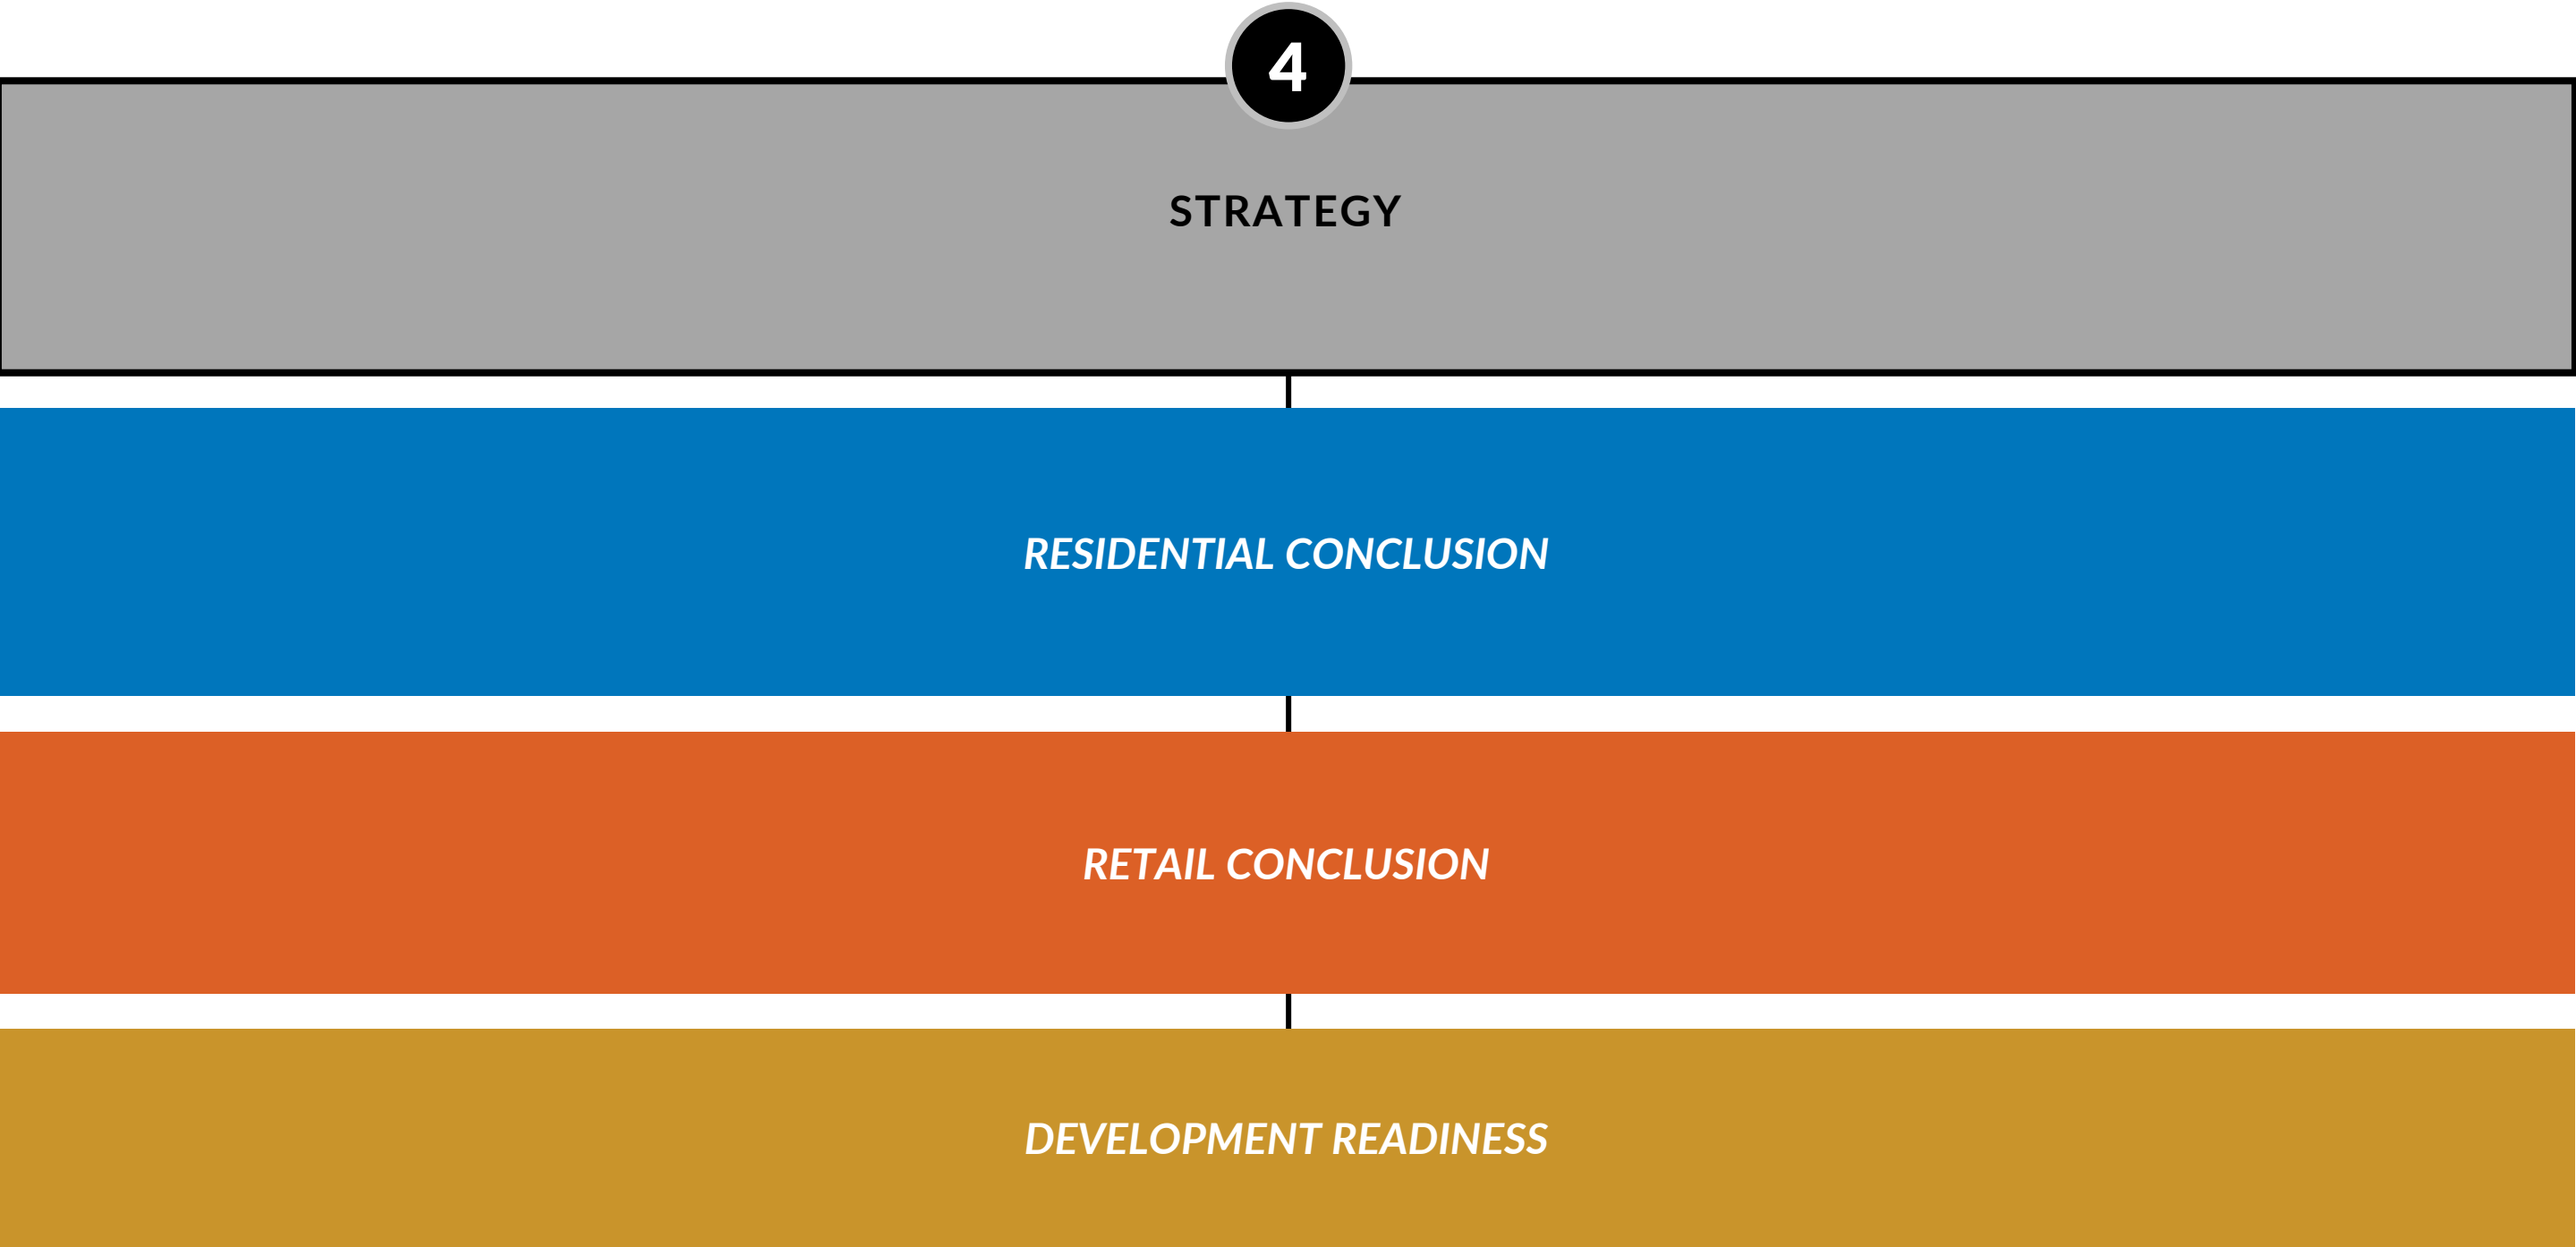 4
STRATEGY
RESIDENTIAL CONCLUSION
RETAIL CONCLUSION
DEVELOPMENT READINESS